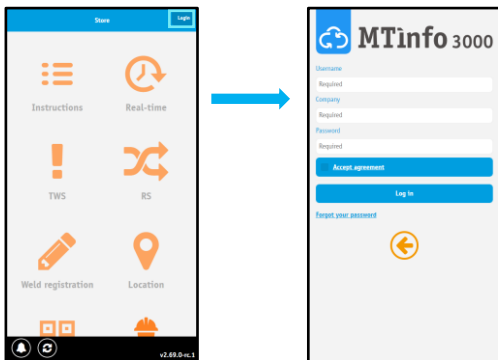 Store
Login
Instructions
Real-time
TWS
RS
Weld registration
Location
v2.69.0-rc.1
MTinfo 3000
Username
Required
Company
Required
Password
Required
Accept agreement
Log in
Forget your password